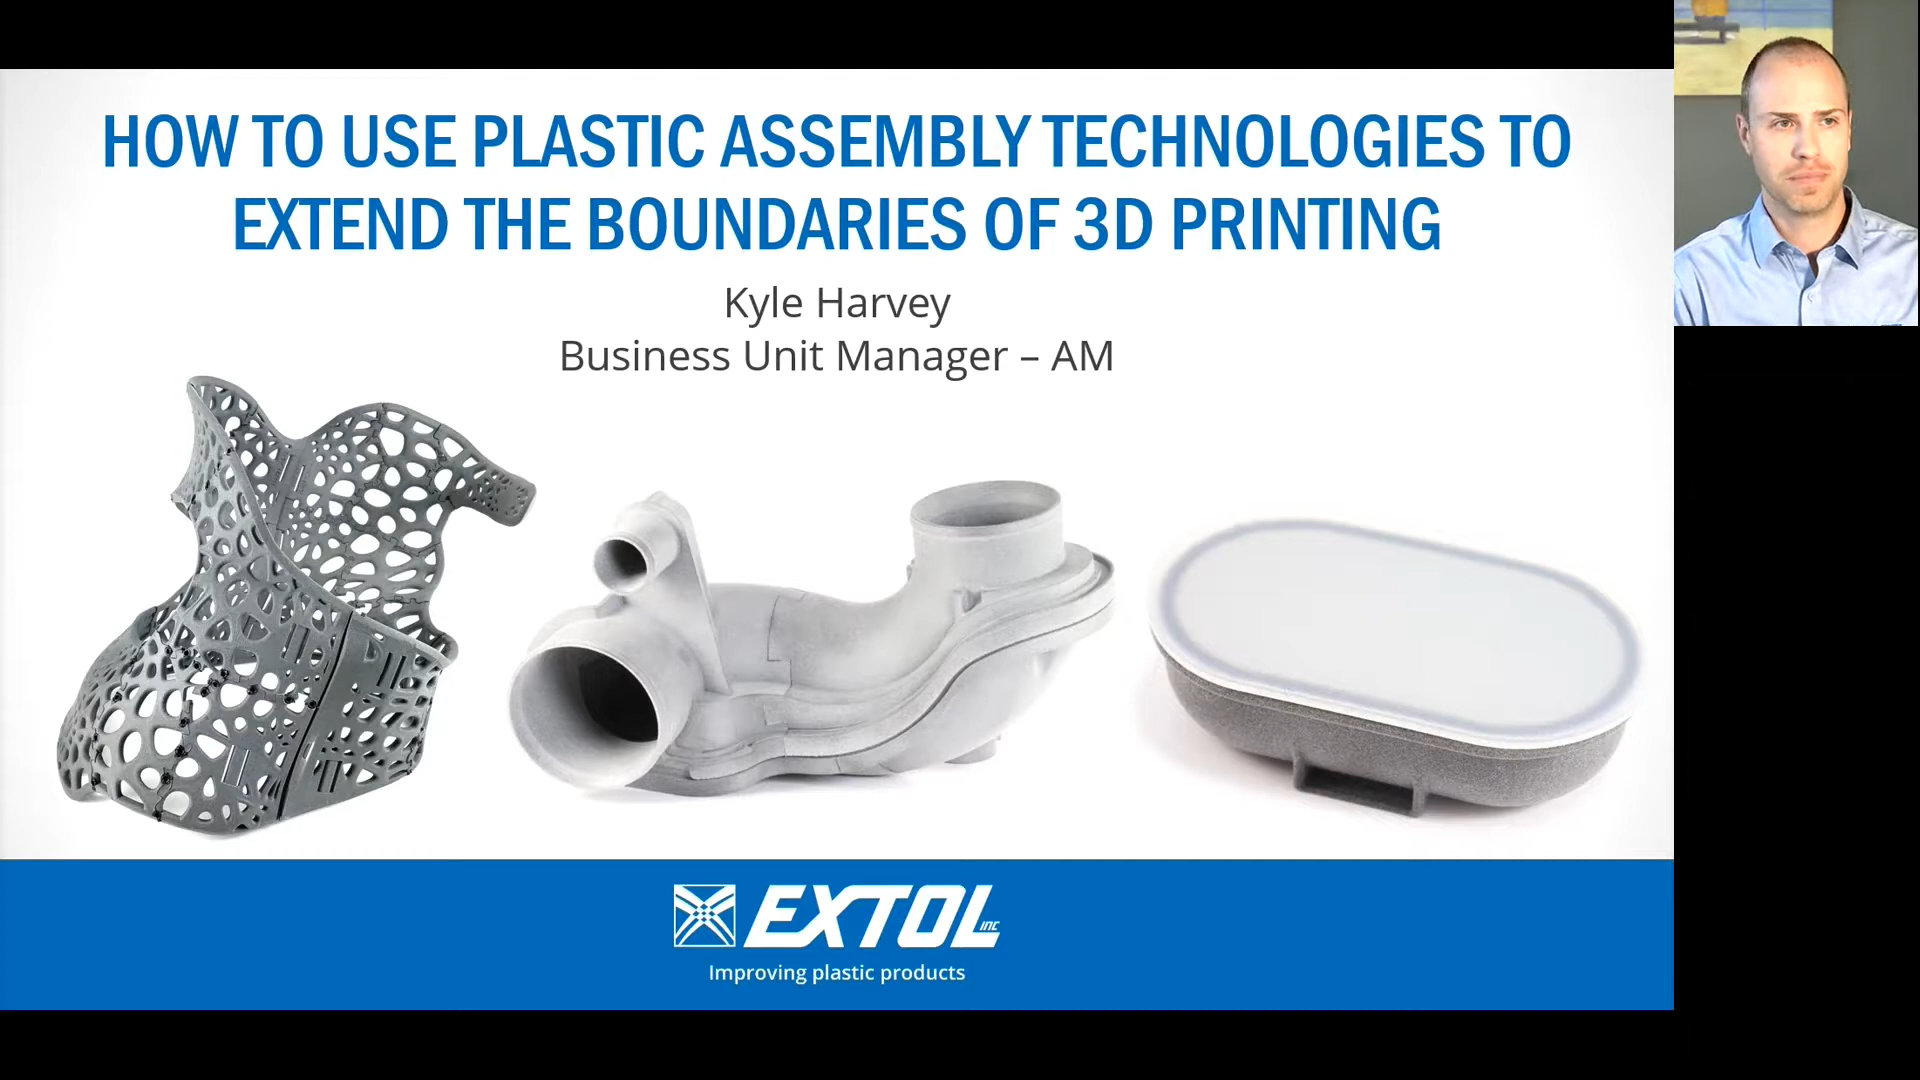 HOW TO USE PLASTIC ASSEMBLY TECHNOLOGIES TO
EXTEND THE BOUNDARIES OF 3D PRINTING
Kyle Harvey
Business Unit Manager – AM
EXTOL INC
Improving plastic products